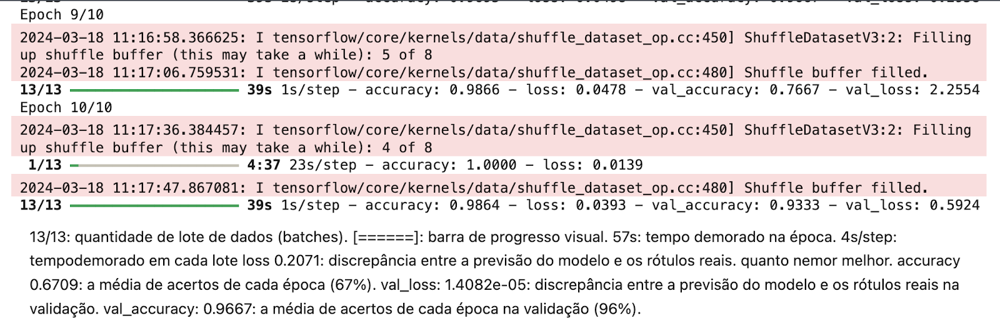 Epoch 9/10
2024-03-18 11:16:58.366625: I tensorflow/core/kernels/data/shuffle_dataset_op.cc:450] ShuffleDatasetV3:2: Filling
up shuffle buffer (this may take a while): 5 of 8
2024-03-18 11:17:06.759531: I tensorflow/core/kernels/data/shuffle_dataset_op.cc:480] Shuffle buffer filled.
13/13 39s 1s/step – accuracy: 0.9866 – loss: 0.0478 – val_accuracy: 0.7667 – val_loss: 2.2554
Epoch 10/10
2024-03-18 11:17:36.384457: I tensorflow/core/kernels/data/shuffle_dataset_op.cc:450] ShuffleDatasetV3:2: Filling
up shuffle buffer (this may take a while): 4 of 8
1/13 4:37 23s/step – accuracy: 1.0000 – loss: 0.0139
2024-03-18 11:17:47.867081: I tensorflow/core/kernels/data/shuffle_dataset_op.cc:480] Shuffle buffer filled.
13/13 39s 1s/step – accuracy: 0.9864 – loss: 0.0393 – val_accuracy: 0.9333 – val_loss: 0.5924
13/13: quantidade de lote de dados (batches). [======]: barra de progresso visual. 57s: tempo demorado na época. 4s/step:
tempodemorado em cada lote loss 0.2071: discrepância entre a previsão do modelo e os rótulos reais. quanto nemor melhor. accuracy
0.6709: a média de acertos de cada época (67%). val_loss: 1.4082e-05: discrepância entre a previsão do modelo e os rótulos reais na
validação. val_accuracy: 0.9667: a média de acertos de cada época na validação (96%).